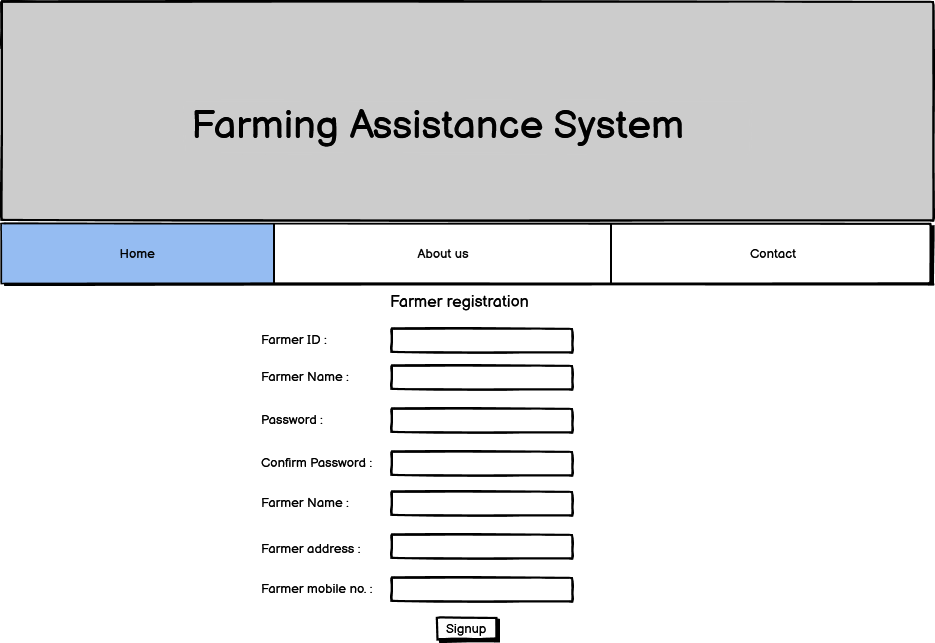 Farming Assistance System
Home About us Contact
Farmer registration
Farmer ID :
Farmer Name :
Password :
Confirm Password :
Farmer Name :
Farmer address :
Farmer mobile no. :
Signup